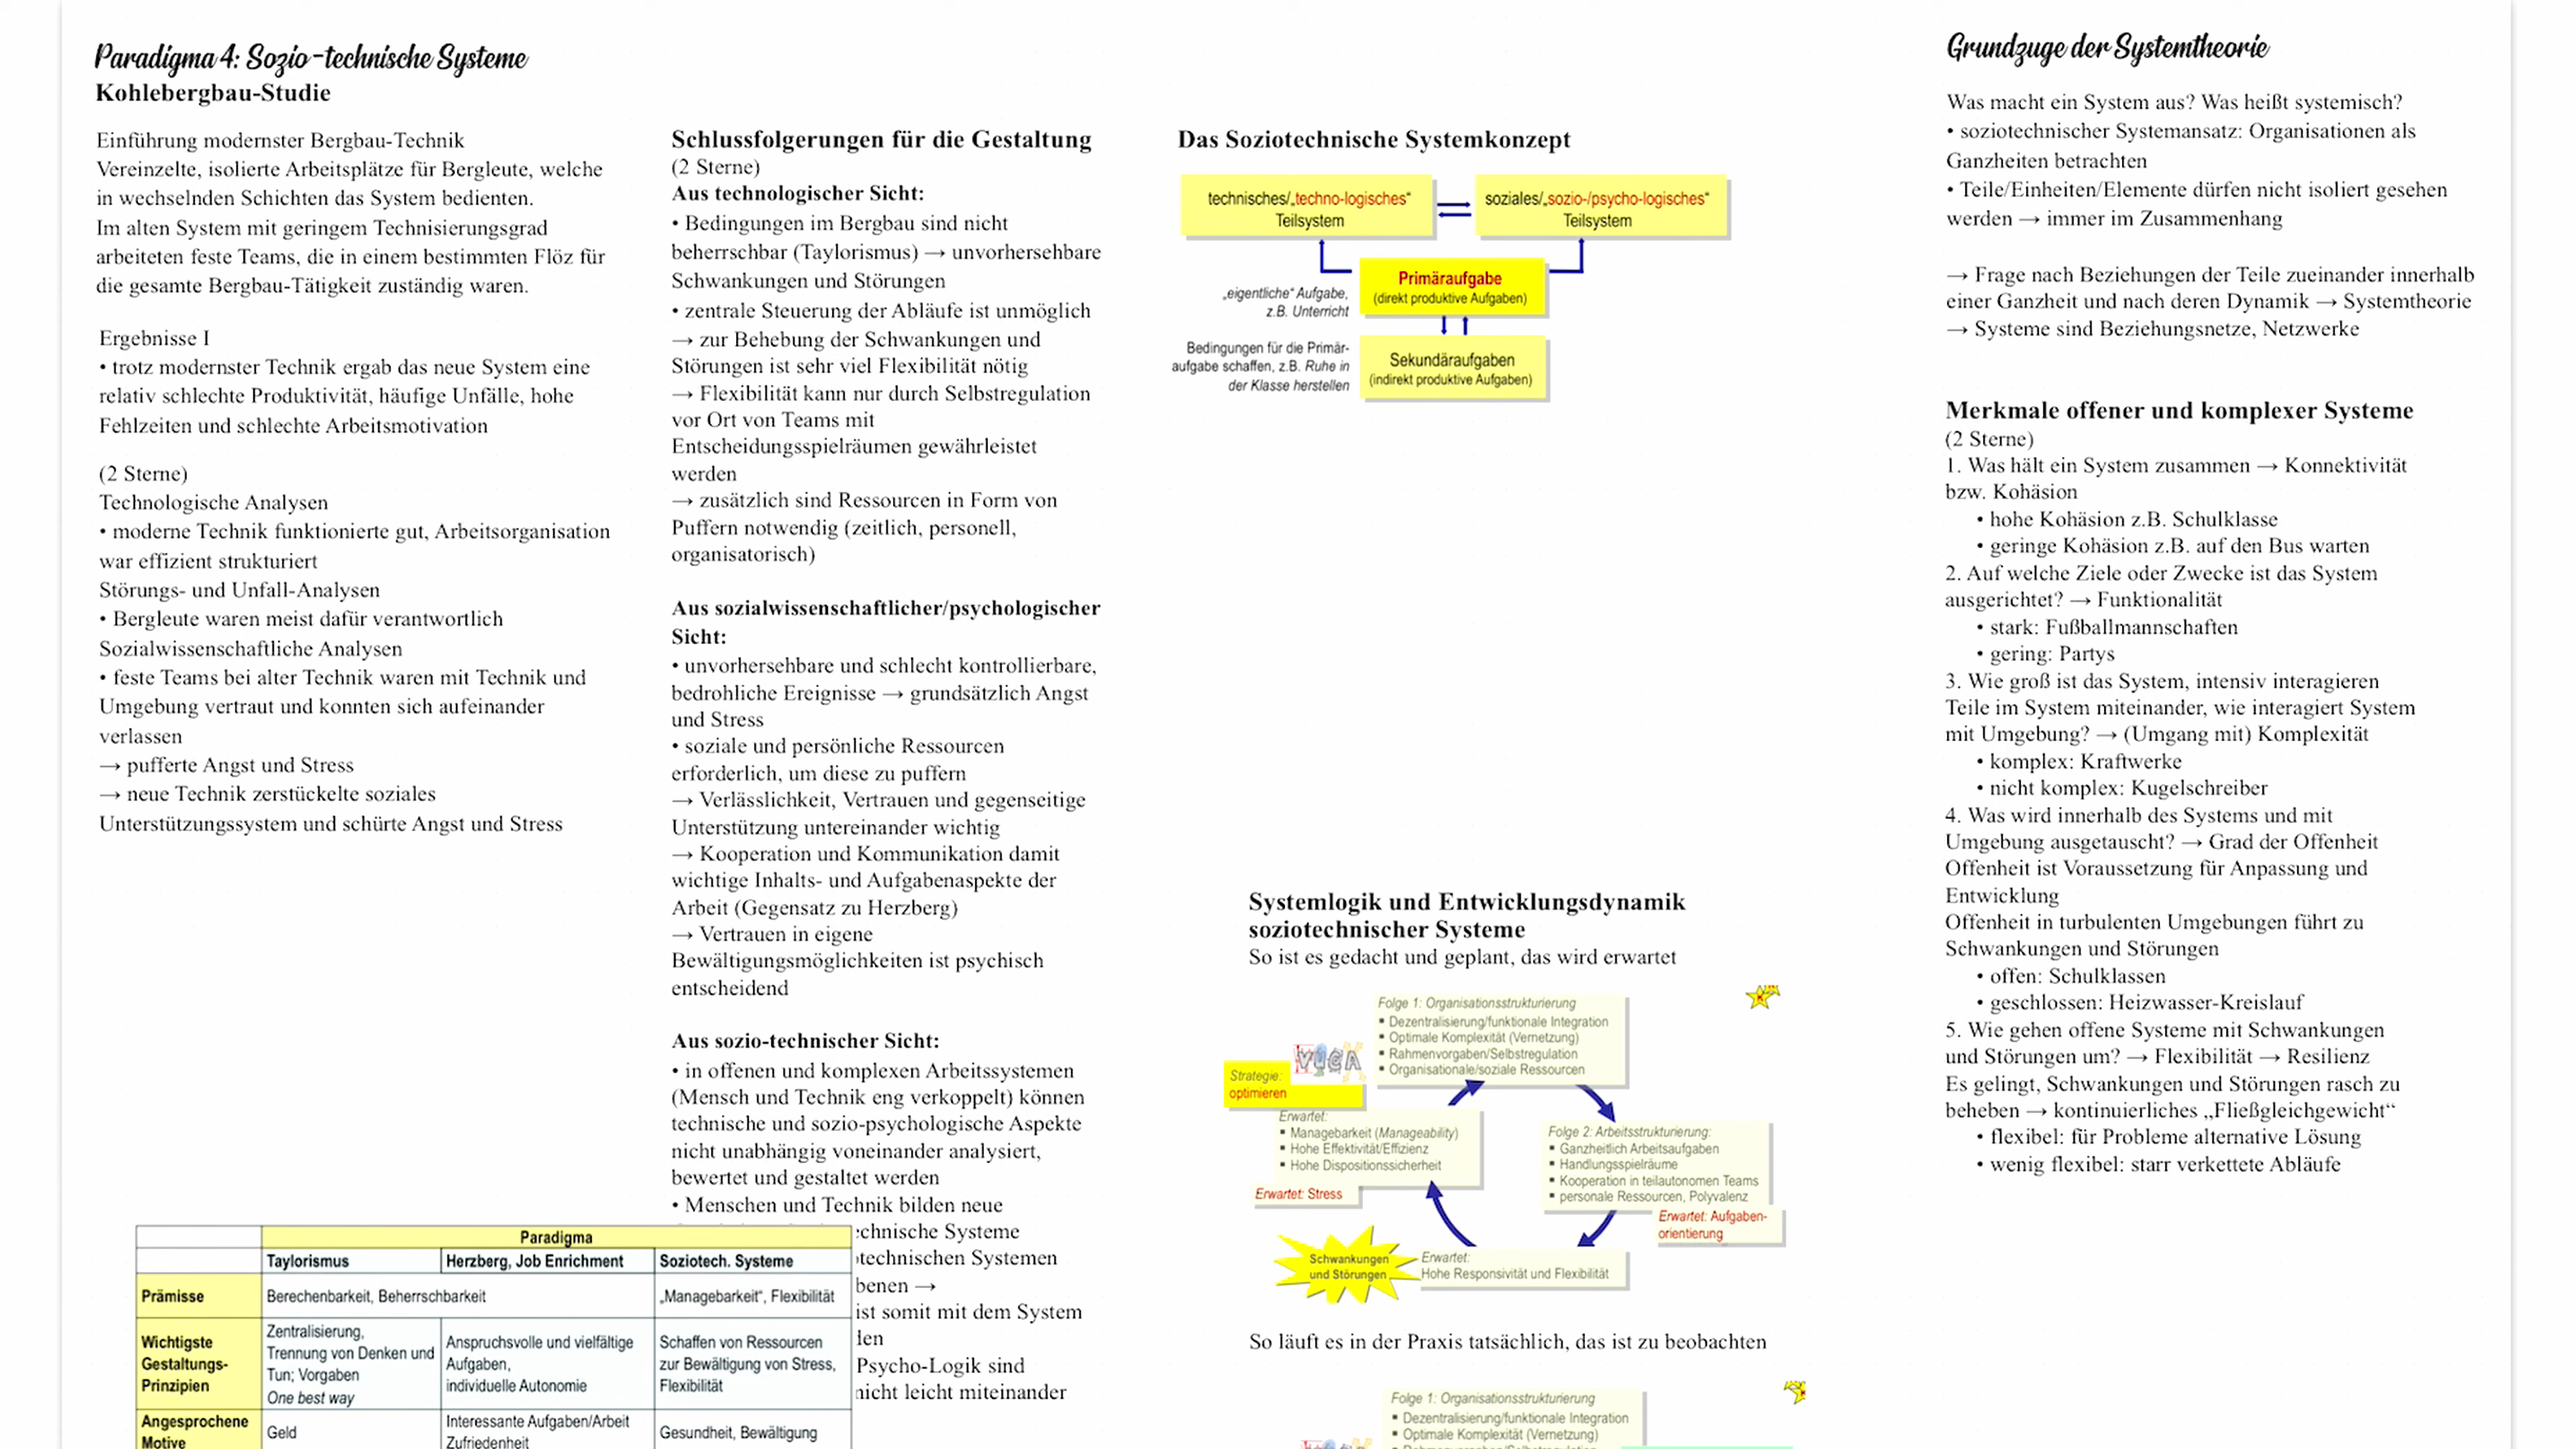 Paradigma 4: Sozio-technische Systeme
Kohlebergbau-Studie
Einführung modernster Bergbau-Technik
Vereinzelte, isolierte Arbeitsplätze für Bergleute, welche
in wechselnden Schichten das System bedienten.
Im alten System mit geringem Technisierungsgrad
arbeiteten feste Teams, die in einem bestimmten Flöz für
die gesamte Bergbau-Tätigkeit zuständig waren.
Ergebnisse I
• trotz modernster Technik ergab das neue System eine
relativ schlechte Produktivität, häufige Unfälle, hohe
Fehlzeiten und schlechte Arbeitsmotivation
(2 Sterne)
Technologische Analysen
• moderne Technik funktionierte gut, Arbeitsorganisation
war effizient strukturiert
Störungs- und Unfall-Analysen
• Bergleute waren meist dafür verantwortlich
Sozialwissenschaftliche Analysen
• feste Teams bei alter Technik waren mit Technik und
Umgebung vertraut und konnten sich aufeinander
verlassen
→ pufferte Angst und Stress
→ neue Technik zerstückelte soziales
Unterstützungssystem und schürte Angst und Stress
Schlussfolgerungen für die Gestaltung
(2 Sterne)
Aus technologischer Sicht:
• Bedingungen im Bergbau sind nicht
beherrschbar (Taylorismus) → unvorhersehbare
Schwankungen und Störungen
• zentrale Steuerung der Abläufe ist unmöglich
→ zur Behebung der Schwankungen und
Störungen ist sehr viel Flexibilität nötig
→ Flexibilität kann nur durch Selbstregulation
vor Ort von Teams mit
Entscheidungsspielräumen gewährleistet
werden
→ zusätzlich sind Ressourcen in Form von
Puffern notwendig (zeitlich, personell,
organisatorisch)
Aus sozialwissenschaftlicher/psychologischer
Sicht:
• unvorhersehbare und schlecht kontrollierbare,
bedrohliche Ereignisse → grundsätzlich Angst
und Stress
• soziale und persönliche Ressourcen
erforderlich, um diese zu puffern
→ Verlässlichkeit, Vertrauen und gegenseitige
Unterstützung untereinander wichtig
→ Kooperation und Kommunikation damit
wichtige Inhalts- und Aufgabenaspekte der
Arbeit (Gegensatz zu Herzberg)
→ Vertrauen in eigene
Bewältigungsmöglichkeiten ist psychisch
entscheidend
Aus sozio-technischer Sicht:
• in offenen und komplexen Arbeitssystemen
(Mensch und Technik eng verkoppelt) können
technische und sozio-psychologische Aspekte
nicht unabhängig voneinander analysiert,
bewertet und gestaltet werden
• Menschen und Technik bilden neue
chnische Systeme
technischen Systemen
benen →
ist somit mit dem System
len
Psycho-Logik sind
nicht leicht miteinander
Paradigma
Taylorismus Herzberg, Job Enrichment Soziotech. Systeme
Prämisse Berechenbarkeit, Beherrschbarkeit „Managebarkeit“, Flexibilität
Wichtigste
Gestaltungs-
Prinzipien
Zentralisierung,
Trennung von Denken und
Tun; Vorgaben
One best way
Anspruchsvolle und vielfältige
Aufgaben,
individuelle Autonomie
Schaffen von Ressourcen
zur Bewältigung von Stress,
Flexibilität
Angesprochene
Motive
Geld
Interessante Aufgaben/Arbeit
Zufriedenheit
Gesundheit, Bewältigung
Das Soziotechnische Systemkonzept
technisches/„techno-logisches“
Teilsystem
soziales/„sozio-/psycho-logisches“
Teilsystem
Primäraufgabe
(direkt produktive Aufgaben)
„eigentliche“ Aufgabe,
z.B. Unterricht
Bedingungen für die Primär-
aufgabe schaffen, z.B. Ruhe in
der Klasse herstellen
Sekundäraufgaben
(indirekt produktive Aufgaben)
Systemlogik und Entwicklungsdynamik
soziotechnischer Systeme
So ist es gedacht und geplant, das wird erwartet
Folge 1: Organisationsstrukturierung
▪ Dezentralisierung/funktionale Integration
▪ Optimale Komplexität (Vernetzung)
▪ Rahmenvorgaben/Selbstregulation
▪ Organisationale/soziale Ressourcen
VUCA
Strategie:
optimieren
Erwartet:
▪ Managebarkeit (Manageability)
▪ Hohe Effektivität/Effizienz
▪ Hohe Dispositionssicherheit
Erwartet: Stress
Folge 2: Arbeitsstrukturierung:
▪ Ganzheitlich Arbeitsaufgaben
▪ Handlungsspielräume
▪ Kooperation in teilautonomen Teams
▪ personale Ressourcen, Polyvalenz
Erwartet: Aufgaben-
orientierung
Schwankungen
und Störungen
Erwartet:
Hohe Responsivität und Flexibilität
So läuft es in der Praxis tatsächlich, das ist zu beobachten
Folge 1: Organisationsstrukturierung
▪ Dezentralisierung/funktionale Integration
▪ Optimale Komplexität (Vernetzung)
Grundzuge der Systemtheorie
Was macht ein System aus? Was heißt systemisch?
• soziotechnischer Systemansatz: Organisationen als
Ganzheiten betrachten
• Teile/Einheiten/Elemente dürfen nicht isoliert gesehen
werden → immer im Zusammenhang
→ Frage nach Beziehungen der Teile zueinander innerhalb
einer Ganzheit und nach deren Dynamik → Systemtheorie
→ Systeme sind Beziehungsnetze, Netzwerke
Merkmale offener und komplexer Systeme
(2 Sterne)
1. Was hält ein System zusammen → Konnektivität
bzw. Kohäsion
• hohe Kohäsion z.B. Schulklasse
• geringe Kohäsion z.B. auf den Bus warten
2. Auf welche Ziele oder Zwecke ist das System
ausgerichtet? → Funktionalität
• stark: Fußballmannschaften
• gering: Partys
3. Wie groß ist das System, intensiv interagieren
Teile im System miteinander, wie interagiert System
mit Umgebung? → (Umgang mit) Komplexität
• komplex: Kraftwerke
• nicht komplex: Kugelschreiber
4. Was wird innerhalb des Systems und mit
Umgebung ausgetauscht? → Grad der Offenheit
Offenheit ist Voraussetzung für Anpassung und
Entwicklung
Offenheit in turbulenten Umgebungen führt zu
Schwankungen und Störungen
• offen: Schulklassen
• geschlossen: Heizwasser-Kreislauf
5. Wie gehen offene Systeme mit Schwankungen
und Störungen um? → Flexibilität → Resilienz
Es gelingt, Schwankungen und Störungen rasch zu
beheben → kontinuierliches „Fließgleichgewicht“
• flexibel: für Probleme alternative Lösung
• wenig flexibel: starr verkettete Abläufe